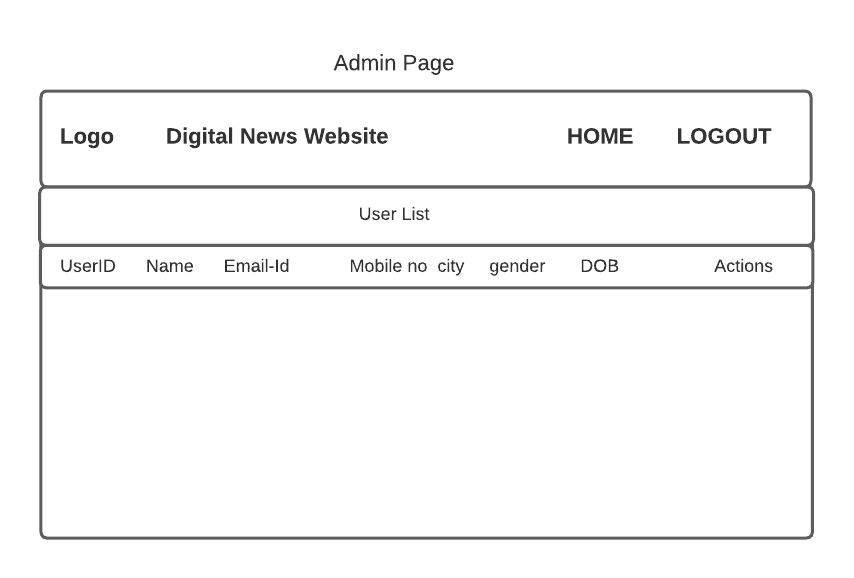 Admin Page
Logo Digital News Website HOME LOGOUT
User List
UserID Name Email-Id Mobile no city gender DOB Actions